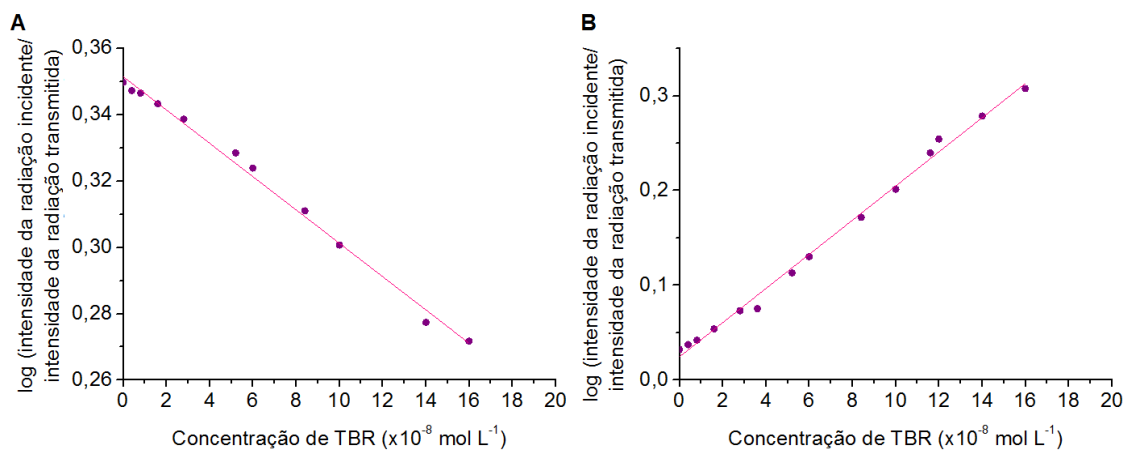 A
log (intensidade da radiação incidente/
intensidade da radiação transmitida)
0,36
0,34
0,32
0,30
0,28
0,26
0 2 4 6 8 10 12 14 16 18 20
Concentração de TBR (x10⁻⁸ mol L⁻¹)
B
log (intensidade da radiação incidente/
intensidade da radiação transmitida)
0,3
0,2
0,1
0,0
0 2 4 6 8 10 12 14 16 18 20
Concentração de TBR (x10⁻⁸ mol L⁻¹)